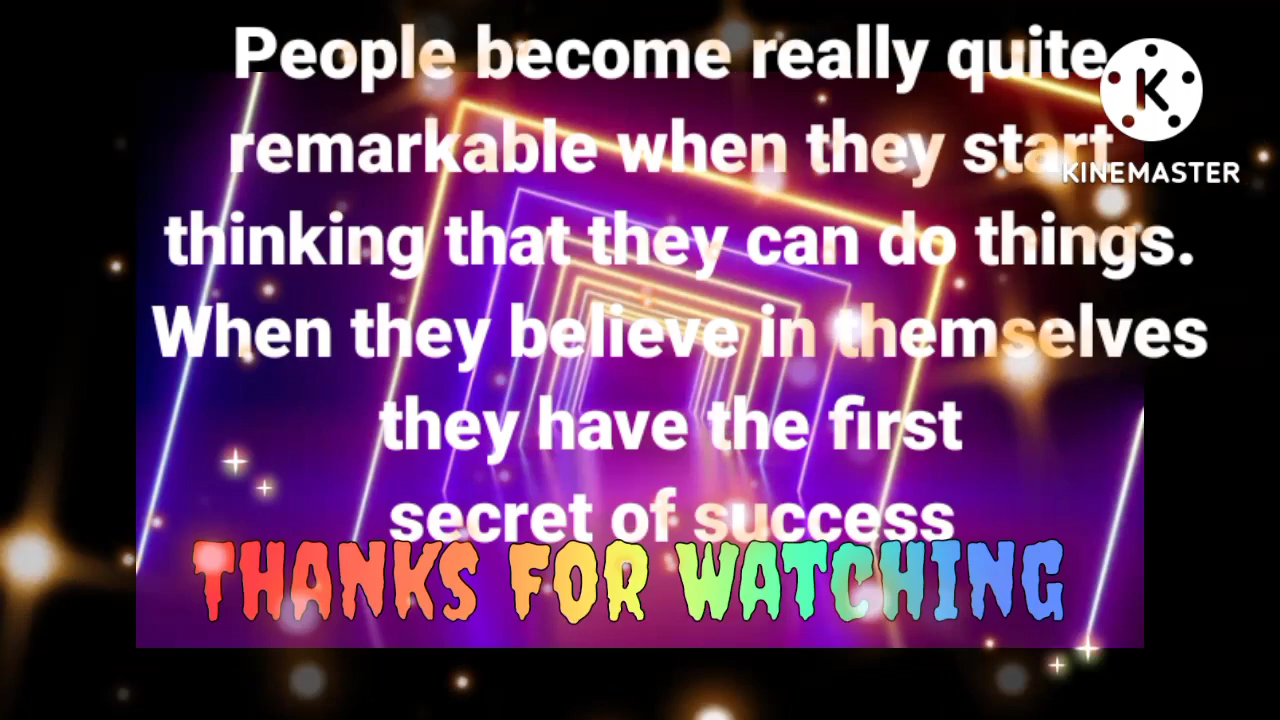 People become really quite
remarkable when they start
KINEMASTER
thinking that they can do things.
When they believe in themselves
they have the first
secret of success
THANKS FOR WATCHING